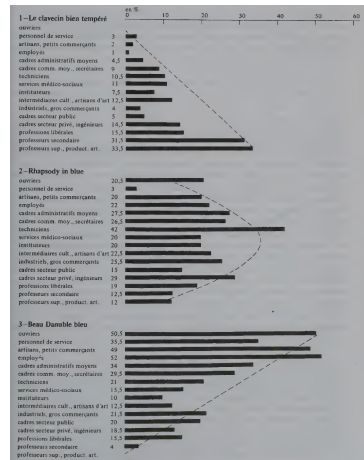 en %
0 10 20 30 40 50 60
1–Le clavecin bien tempéré
ouvriers
personnel de service 3
artisans, petits commerçants 2
employés 1
cadres administratifs moyens 4,5
cadres comm. moy., secrétaires 9
techniciens 10,5
services médico-sociaux 11
instituteurs 7,5
intermédiaires cult., artisans d'art 12,5
industriels, gros commerçants 4
cadres secteur public 5
cadres secteur privé, ingénieurs 14,5
professions libérales 15,5
professeurs secondaire 31,5
professeurs sup., product. art. 33,5
2–Rhapsody in blue
ouvriers 20,5
personnel de service 3
artisans, petits commerçants 20
employés 22
cadres administratifs moyens 27,5
cadres comm. moy., secrétaires 26,5
techniciens 42
services médico-sociaux 20
instituteurs 20
intermédiaires cult., artisans d'art 22,5
industriels, gros commerçants 25,5
cadres secteur public 15
cadres secteur privé, ingénieurs 29
professions libérales 19
professeurs secondaire 12,5
professeurs sup., product. art. 12
3–Beau Danube bleu
ouvriers 50,5
personnel de service 35,5
artisans, petits commerçants 49
employés 52
cadres administratifs moyens 34
cadres comm. moy., secrétaires 29,5
techniciens 21
services médico-sociaux 15,5
instituteurs 10
intermédiaires cult., artisans d'art 12,5
industriels, gros commerçants 21,5
cadres secteur public 20
cadres secteur privé, ingénieurs 18,5
professions libérales 15,5
professeurs secondaire 4
professeurs sup., product. art.